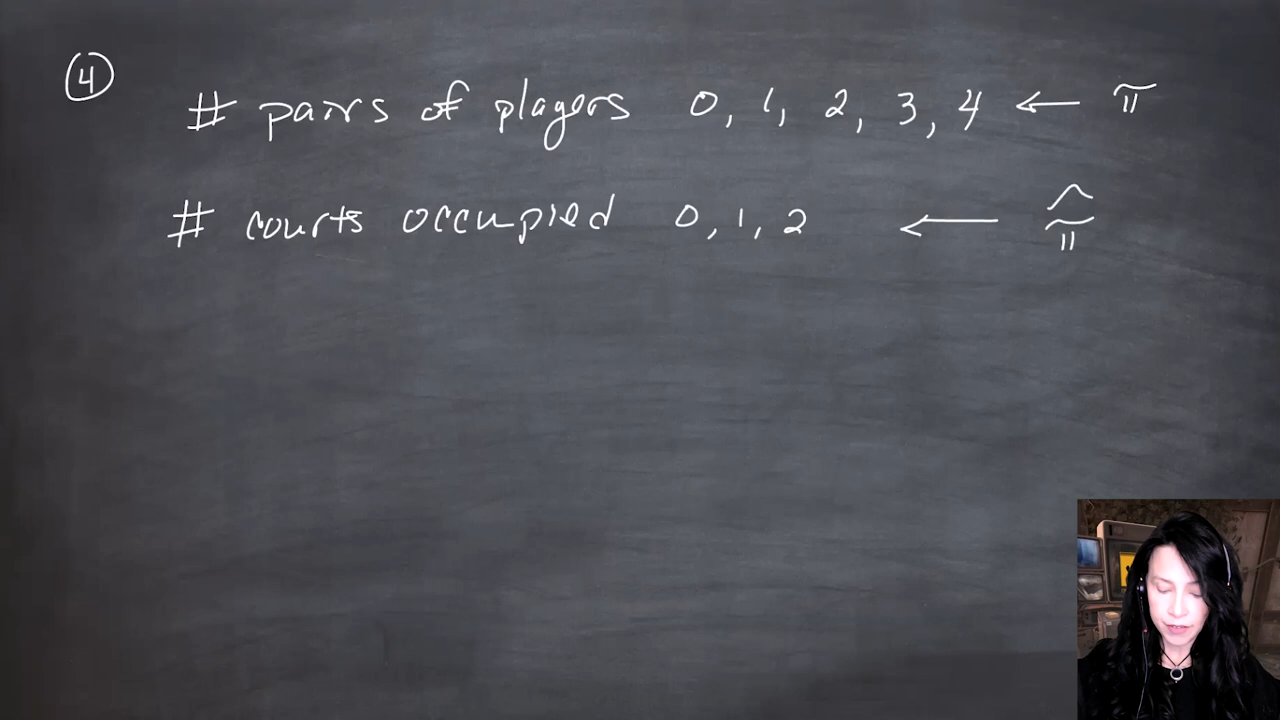 ④
# pairs of players 0, 1, 2, 3, 4 ← π
# courts occupied 0, 1, 2 ← π̂